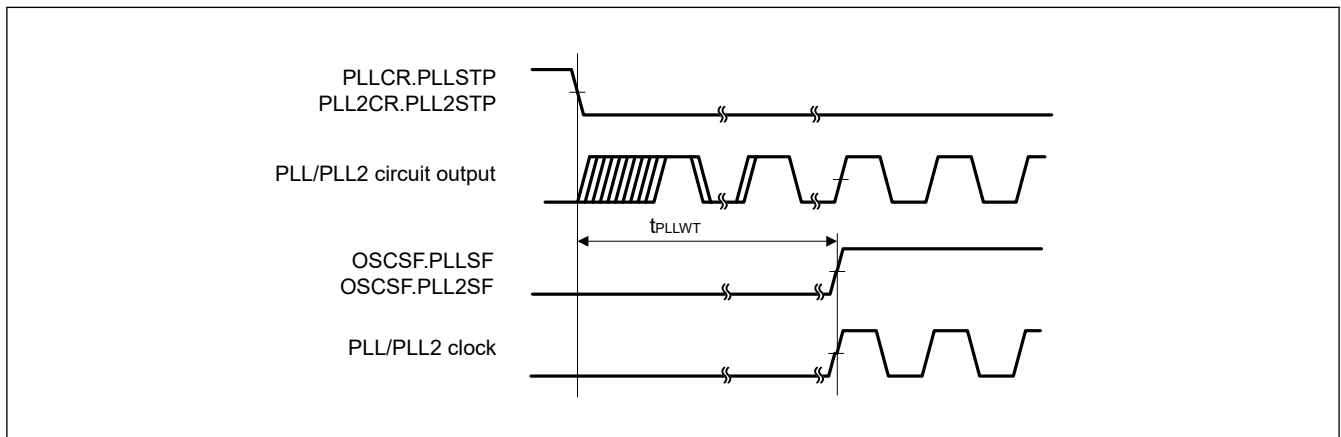 PLLCR.PLLSTP
PLL2CR.PLL2STP
PLL/PLL2 circuit output
tPLLWT
OSCSF.PLLSF
OSCSF.PLL2SF
PLL/PLL2 clock